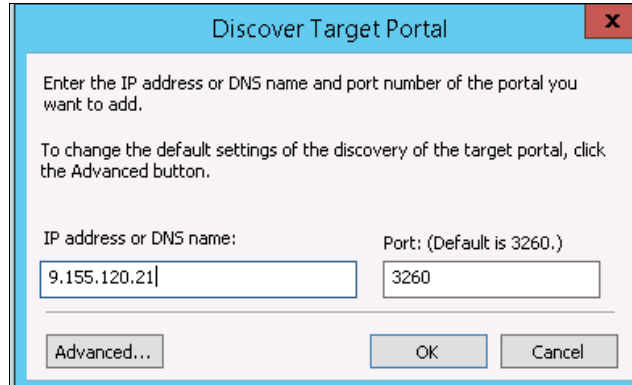 Discover Target Portal
x
Enter the IP address or DNS name and port number of the portal you
want to add.
To change the default settings of the discovery of the target portal, click
the Advanced button.
IP address or DNS name:
Port: (Default is 3260.)
9.155.120.21
3260
Advanced...
OK
Cancel